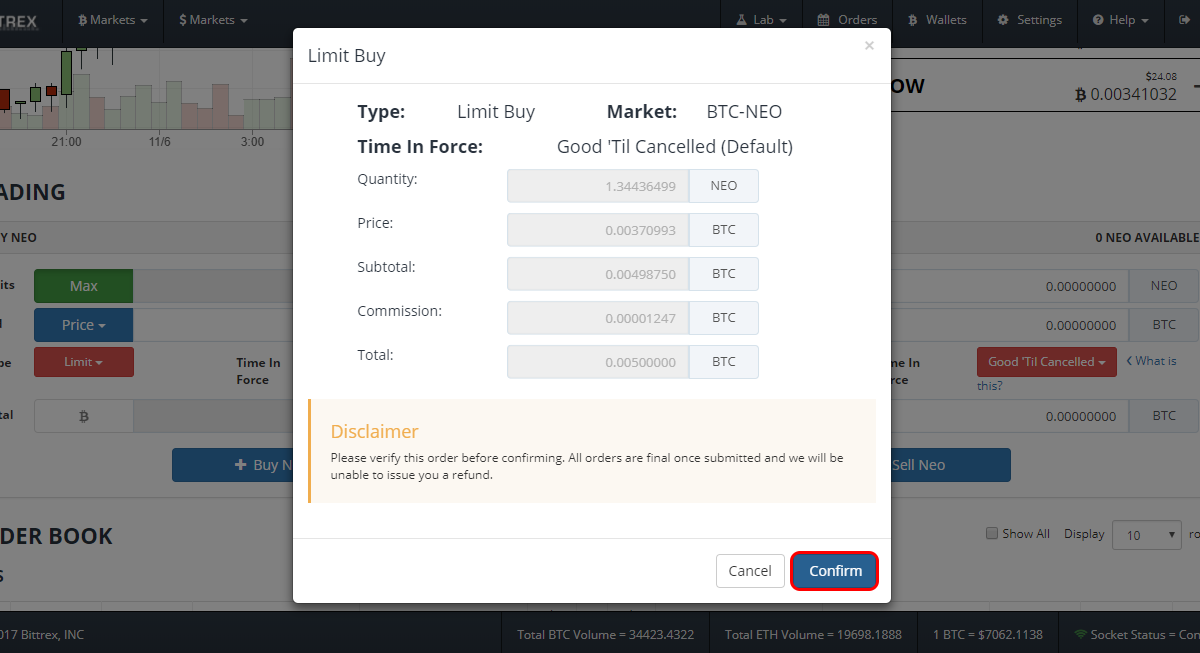 TREX
฿ Markets
$ Markets
Lab
Orders
฿ Wallets
Settings
Help
Limit Buy
×
Type: Limit Buy Market: BTC-NEO
Time In Force: Good 'Til Cancelled (Default)
Quantity: 1.34436499 NEO
Price: 0.00370993 BTC
Subtotal: 0.00498750 BTC
Commission: 0.00001247 BTC
Total: 0.00500000 BTC
Disclaimer
Please verify this order before confirming. All orders are final once submitted and we will be
unable to issue you a refund.
Cancel Confirm
OW
$24.08
฿ 0.00341032
21:00 11/6 3:00
ADING
Y NEO
0 NEO AVAILABLE
its Max
0.00000000 NEO
l Price
0.00000000 BTC
pe Limit
Time In
Force
me In
rce
Good 'Til Cancelled
What is
this?
tal ฿
0.00000000 BTC
+ Buy N
Sell Neo
DER BOOK
Show All Display 10 ro
S
017 Bittrex, INC
Total BTC Volume = 34423.4322
Total ETH Volume = 19698.1888
1 BTC = $7062.1138
Socket Status = Con